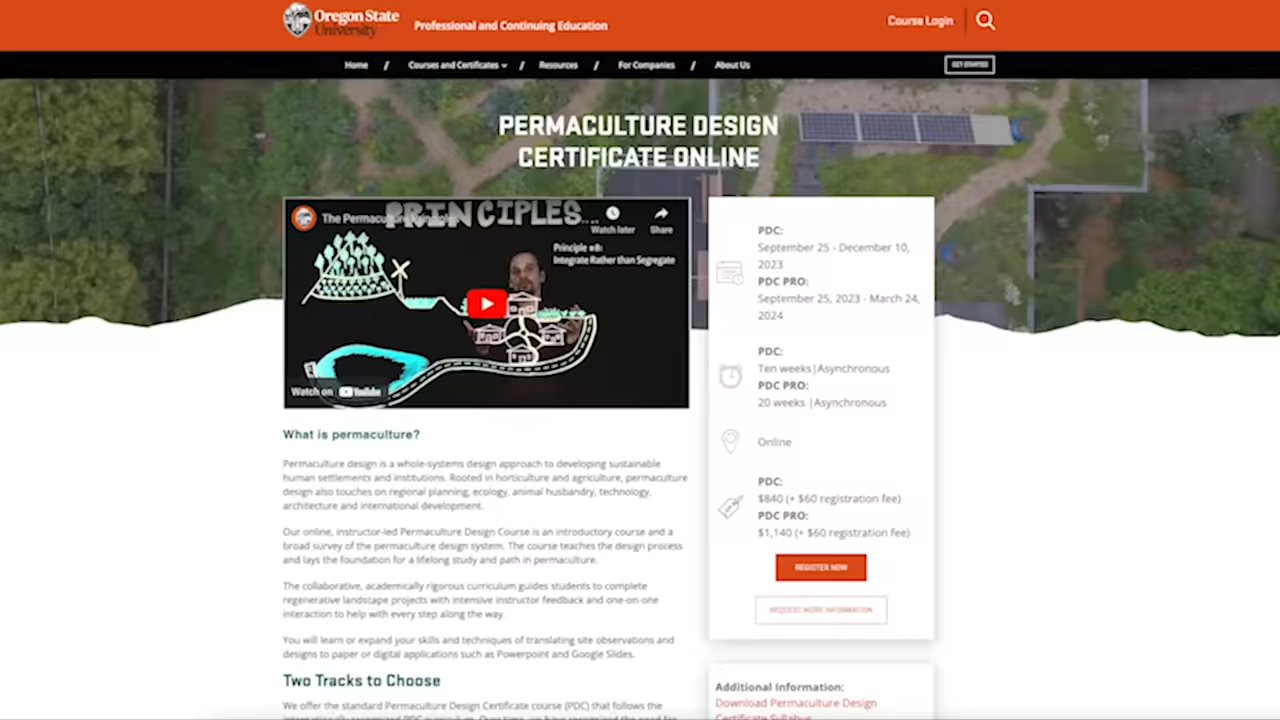 Oregon State
University
Professional and Continuing Education
Course Login
Home / Courses and Certificates / Resources / For Companies / About Us
GET STARTED
PERMACULTURE DESIGN
CERTIFICATE ONLINE
PRINCIPLES...
The Permaculture Principles
Watch later
Share
Principle #8:
Integrate Rather than Segregate
Watch on YouTube
What is permaculture?
Permaculture design is a whole-systems design approach to developing sustainable
human settlements and institutions. Rooted in horticulture and agriculture, permaculture
design also touches on regional planning, ecology, animal husbandry, technology,
architecture and international development.
Our online, instructor-led Permaculture Design Course is an introductory course and a
broad survey of the permaculture design system. The course teaches the design process
and lays the foundation for a lifelong study and path in permaculture.
The collaborative, academically rigorous curriculum guides students to complete
regenerative landscape projects with intensive instructor feedback and one-on-one
interaction to help with every step along the way.
You will learn or expand your skills and techniques of translating site observations and
designs to paper or digital applications such as Powerpoint and Google Slides.
Two Tracks to Choose
We offer the standard Permaculture Design Certificate course (PDC) that follows the
PDC:
September 25 - December 10,
2023
PDC PRO:
September 25, 2023 - March 24,
2024
PDC:
Ten weeks|Asynchronous
PDC PRO:
20 weeks |Asynchronous
Online
PDC:
$840 (+ $60 registration fee)
PDC PRO:
$1,140 (+ $60 registration fee)
REGISTER NOW
REQUEST MORE INFORMATION
Additional Information:
Download Permaculture Design
Certificate Syllabus